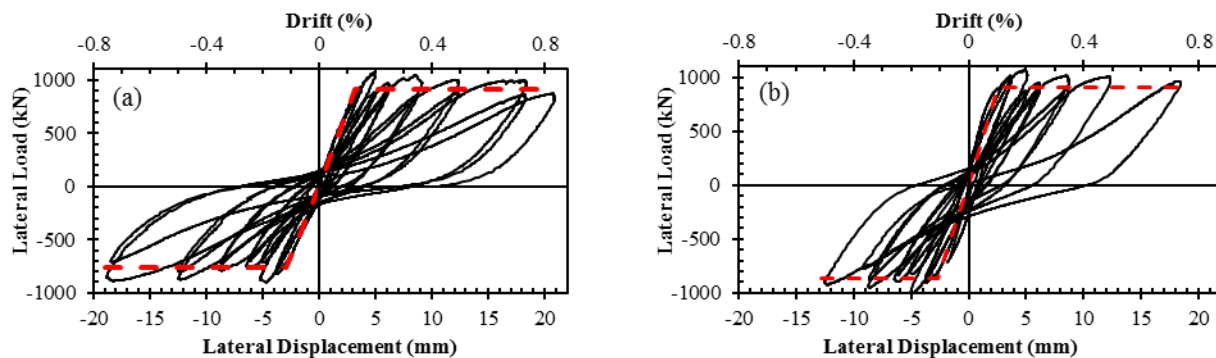 Drift (%)
-0.8 -0.4 0 0.4 0.8
1000
(a)
500
0
-500
-1000
Lateral Load (kN)
-20 -15 -10 -5 0 5 10 15 20
Lateral Displacement (mm)
Drift (%)
-0.8 -0.4 0 0.4 0.8
1000
(b)
500
0
-500
-1000
Lateral Load (kN)
-20 -15 -10 -5 0 5 10 15 20
Lateral Displacement (mm)